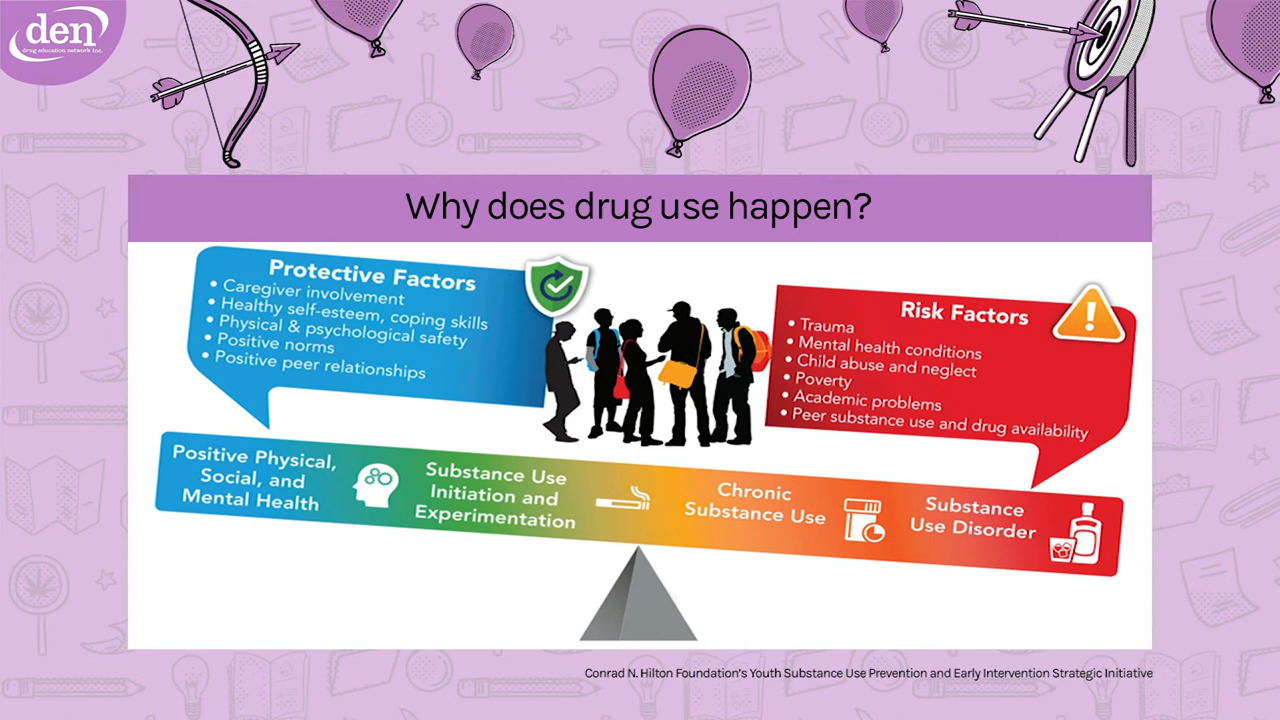 den
drug education network inc.
Why does drug use happen?
Protective Factors
• Caregiver involvement
• Healthy self-esteem, coping skills
• Physical & psychological safety
• Positive norms
• Positive peer relationships
Risk Factors
• Trauma
• Mental health conditions
• Child abuse and neglect
• Poverty
• Academic problems
• Peer substance use and drug availability
Positive Physical,
Social, and
Mental Health
Substance Use
Initiation and
Experimentation
Chronic
Substance Use
Substance
Use Disorder
Conrad N. Hilton Foundation's Youth Substance Use Prevention and Early Intervention Strategic Initiative